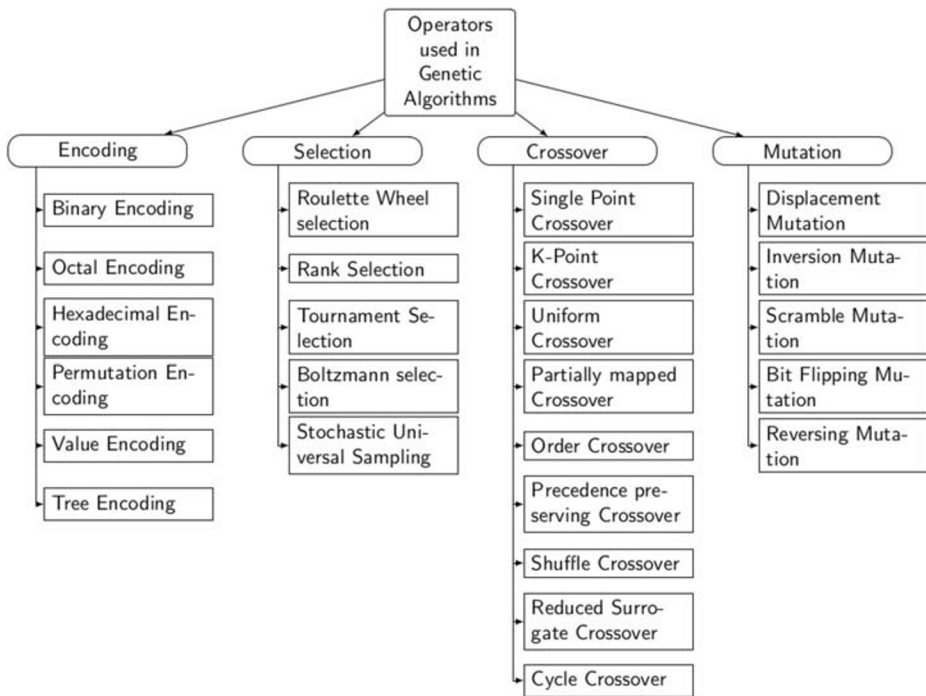 Operators
used in
Genetic
Algorithms
Encoding
Selection
Crossover
Mutation
Binary Encoding
Octal Encoding
Hexadecimal En-
coding
Permutation En-
coding
Value Encoding
Tree Encoding
Roulette Wheel
selection
Rank Selection
Tournament Se-
lection
Boltzmann selec-
tion
Stochastic Uni-
versal Sampling
Single Point
Crossover
K-Point
Crossover
Uniform
Crossover
Partially mapped
Crossover
Order Crossover
Precedence pre-
serving Crossover
Shuffle Crossover
Reduced Surro-
gate Crossover
Cycle Crossover
Displacement
Mutation
Inversion Muta-
tion
Scramble Muta-
tion
Bit Flipping Mu-
tation
Reversing Muta-
tion